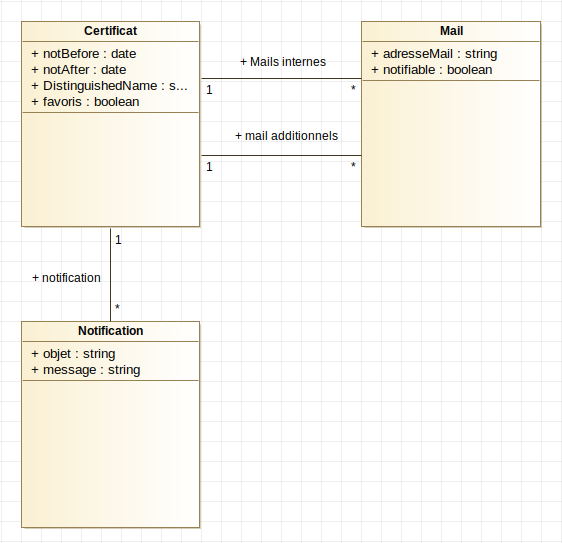 Certificat
+ notBefore : date
+ notAfter : date
+ DistinguishedName : s...
+ favoris : boolean
Mail
+ adresseMail : string
+ notifiable : boolean
+ Mails internes
1
*
+ mail additionnels
1
*
1
+ notification
*
Notification
+ objet : string
+ message : string